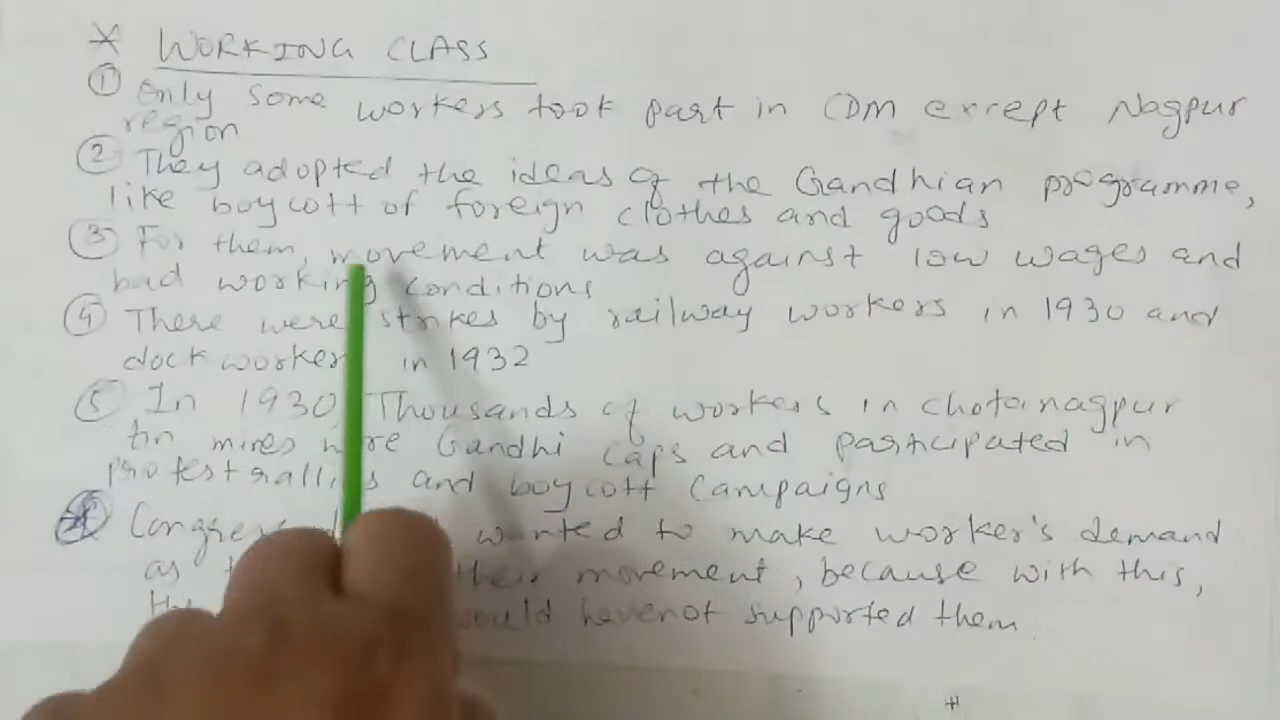 * WORKING CLASS
① Only some workers took part in CDM except Nagpur
region
② They adopted the ideas of the Gandhian programme,
like boycott of foreign clothes and goods
③ For them, movement was against low wages and
bad working conditions
④ There were strikes by railway workers in 1930 and
dock worker in 1932
⑤ In 1930 Thousands of workers in chotanagpur
tin mines wore Gandhi caps and participated in
protest rallies and boycott campaigns
wanted to make worker's demand
as their movement, because with this,
would havenot supported them